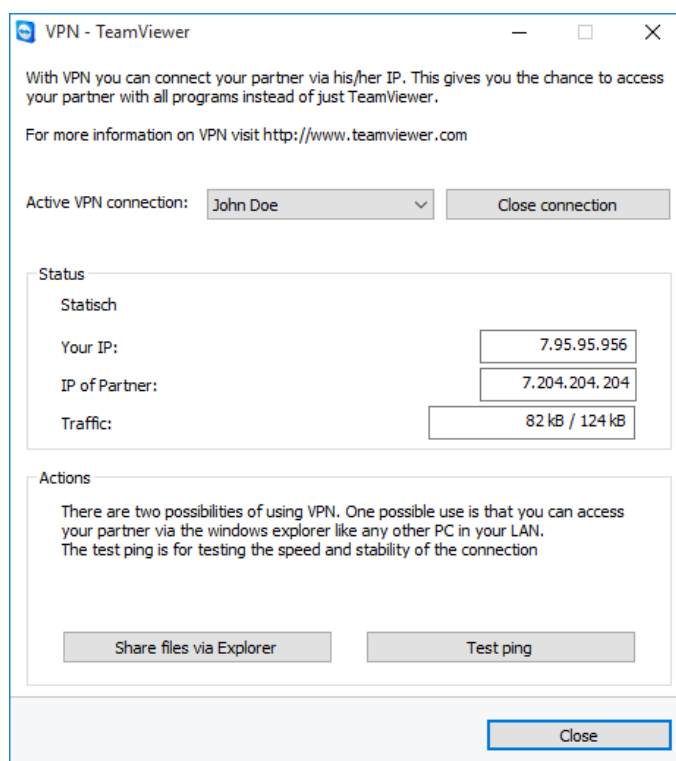 VPN - TeamViewer
With VPN you can connect your partner via his/her IP. This gives you the chance to access
your partner with all programs instead of just TeamViewer.
For more information on VPN visit http://www.teamviewer.com
Active VPN connection: John Doe Close connection
Status
Statisch
Your IP: 7.95.95.956
IP of Partner: 7.204.204.204
Traffic: 82 kB / 124 kB
Actions
There are two possibilities of using VPN. One possible use is that you can access
your partner via the windows explorer like any other PC in your LAN.
The test ping is for testing the speed and stability of the connection
Share files via Explorer Test ping
Close